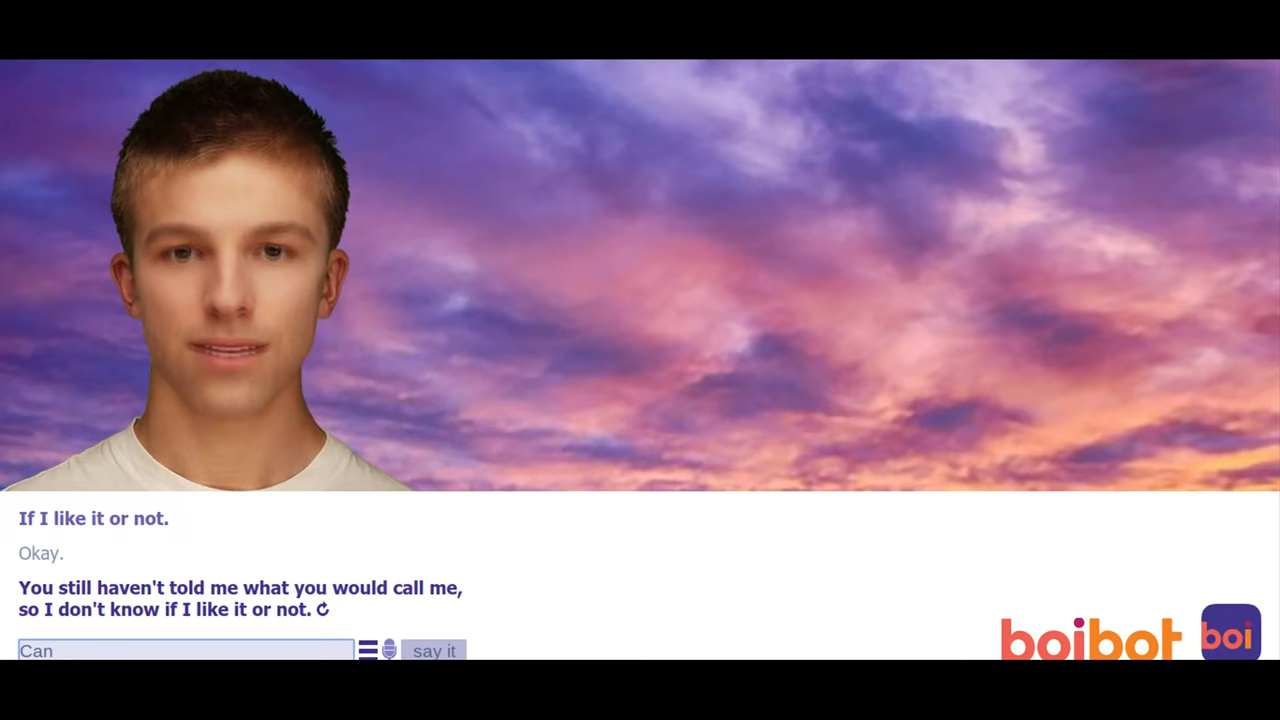 If I like it or not.
Okay.
You still haven't told me what you would call me,
so I don't know if I like it or not.
Can
say it
boibot
boi